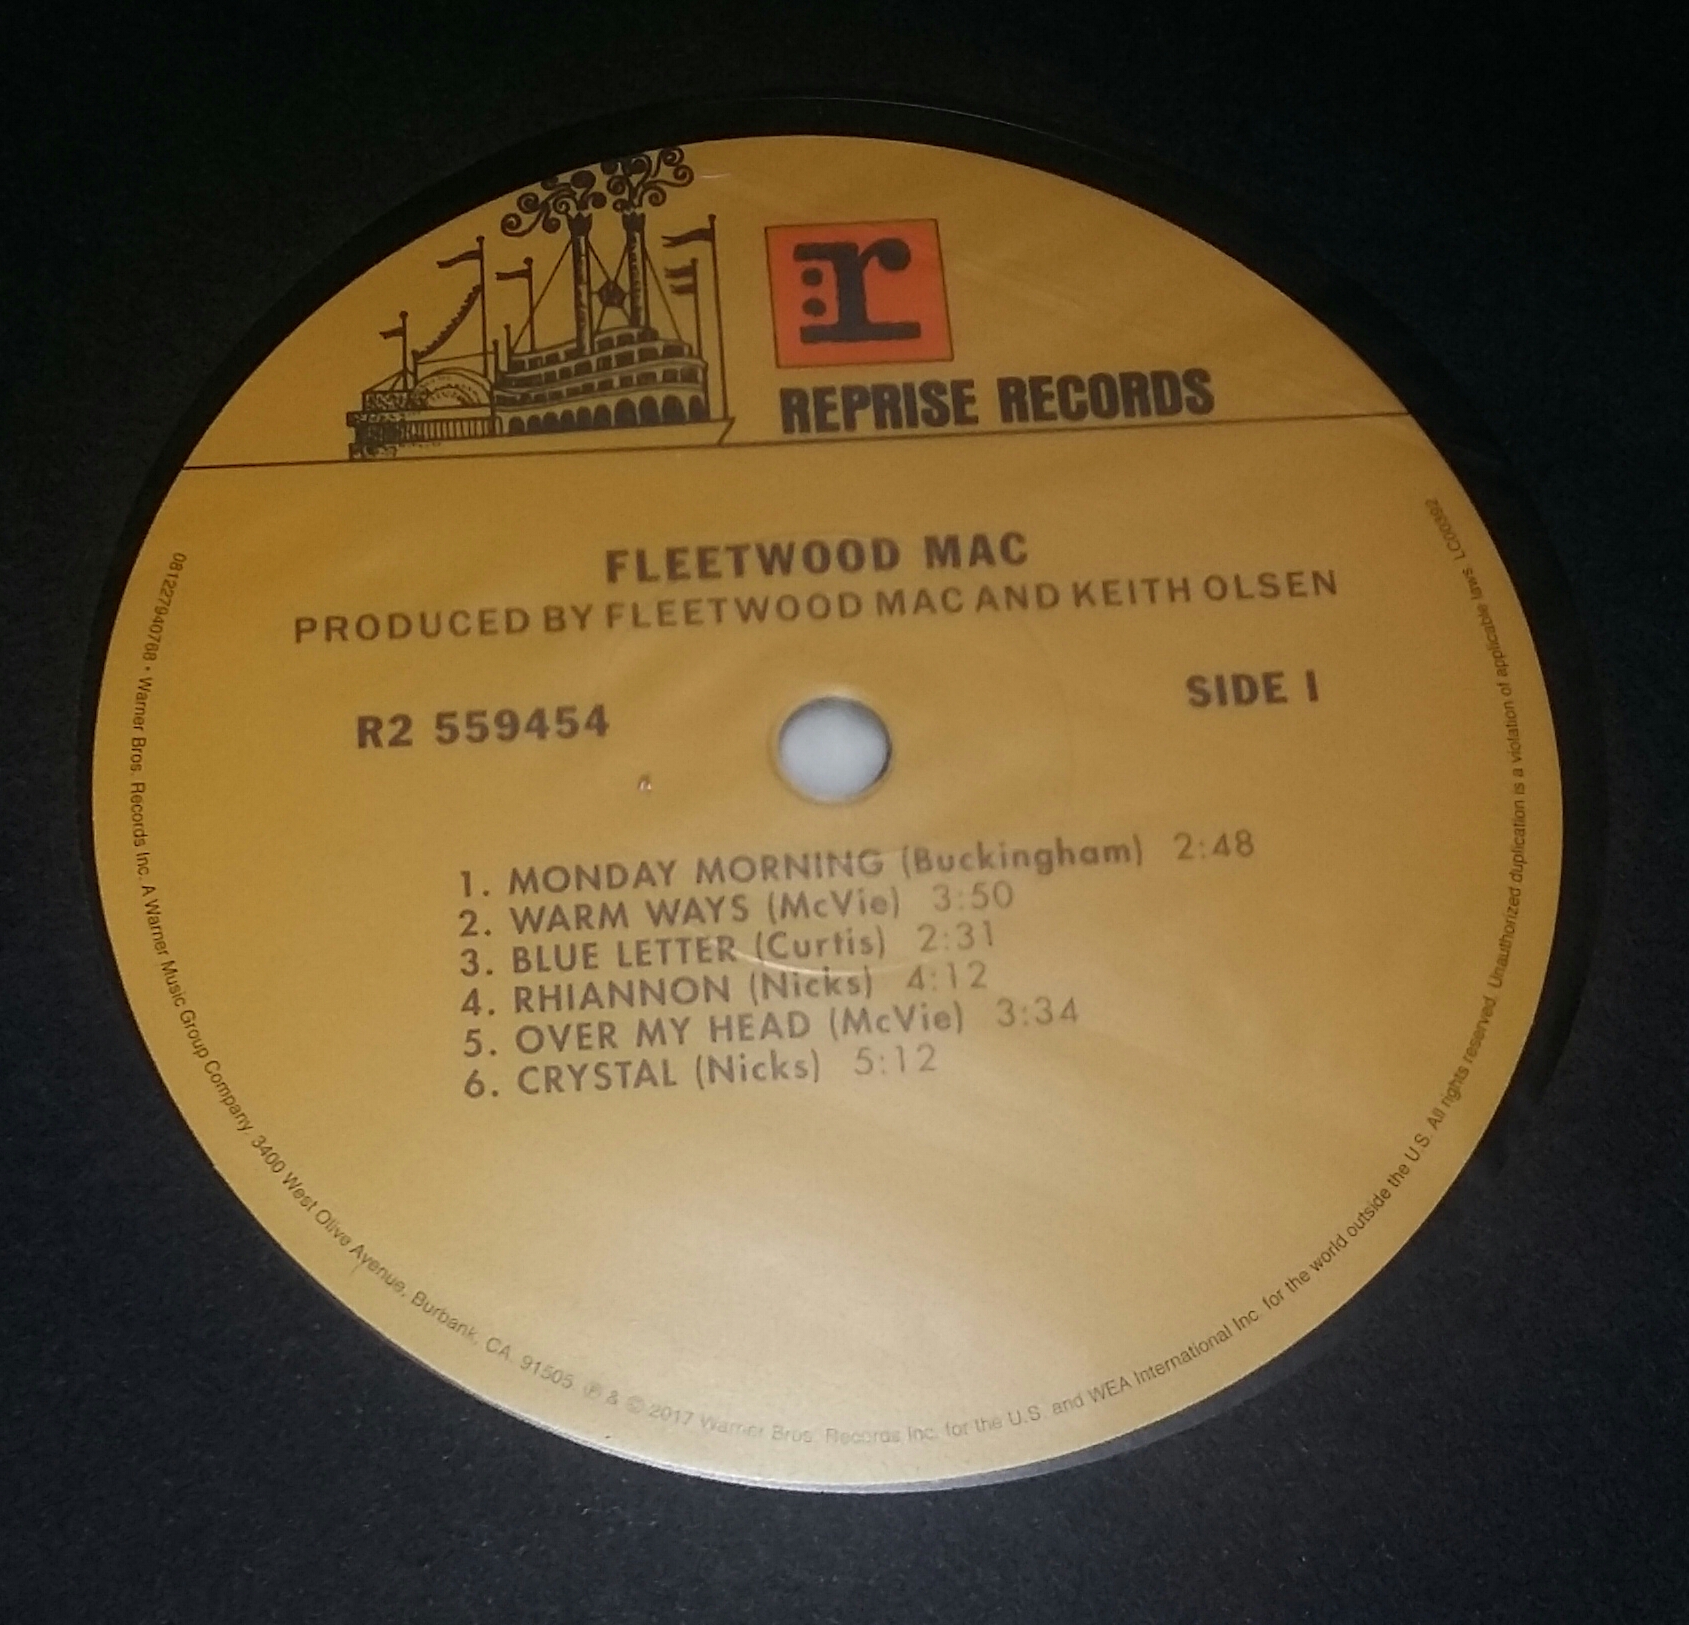 r
REPRISE RECORDS
FLEETWOOD MAC
PRODUCED BY FLEETWOOD MAC AND KEITH OLSEN
R2 559454
SIDE I
1. MONDAY MORNING (Buckingham) 2:48
2. WARM WAYS (McVie) 3:50
3. BLUE LETTER (Curtis) 2:31
4. RHIANNON (Nicks) 4:12
5. OVER MY HEAD (McVie) 3:34
6. CRYSTAL (Nicks) 5:12
081227940768 • Warner Bros. Records Inc. A Warner Music Group Company. 3400 West Olive Avenue, Burbank, CA. 91505. ℗ & © 2017 Warner Bros. Records Inc. for the U.S. and WEA International Inc. for the world outside the U.S. All rights reserved. Unauthorized duplication is a violation of applicable laws. LC00392